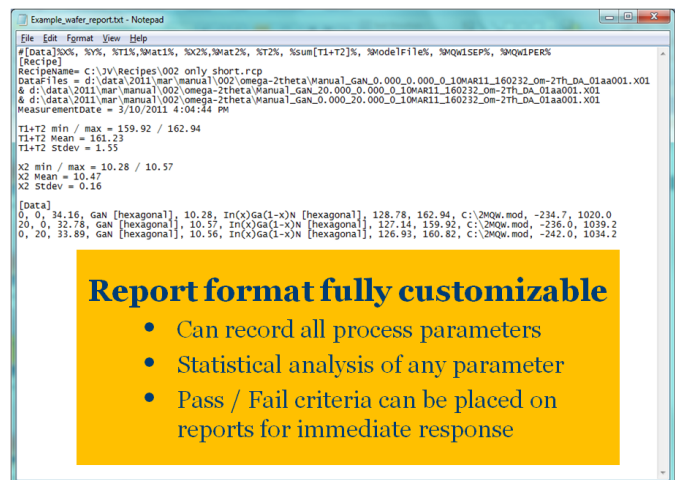 Example_wafer_report.txt - Notepad
File Edit Format View Help
#[Data]%X%, %Y%, %T1%,%Mat1%, %X2%,%Mat2%, %T2%, %sum[T1+T2]%, %ModelFile%, %MQW1SEP%, %MQW1PER%
[Recipe]
RecipeName= C:\JV\Recipes\002 only_short.rcp
DataFiles = d:\data\2011\mar\manual\002\omega-2theta\Manual_GAN_0.000_0.000_0_10MAR11_160232_Om-2Th_DA_01aa001.X01
& d:\data\2011\mar\manual\002\omega-2theta\Manual_GAN_20.000_0.000_0_10MAR11_160232_Om-2Th_DA_01aa001.X01
& d:\data\2011\mar\manual\002\omega-2theta\Manual_GAN_0.000_20.000_0_10MAR11_160232_Om-2Th_DA_01aa001.X01
MeasurementDate = 3/10/2011 4:04:44 PM
T1+T2 min / max = 159.92 / 162.94
T1+T2 Mean = 161.23
T1+T2 Stdev = 1.55
X2 min / max = 10.28 / 10.57
X2 Mean = 10.47
X2 Stdev = 0.16
[Data]
0, 0, 34.16, GaN [hexagonal], 10.28, In(x)Ga(1-x)N [hexagonal], 128.78, 162.94, C:\2MQW.mod, -234.7, 1020.0
20, 0, 32.78, GaN [hexagonal], 10.57, In(x)Ga(1-x)N [hexagonal], 127.14, 159.92, C:\2MQW.mod, -236.0, 1039.2
0, 20, 33.89, GaN [hexagonal], 10.56, In(x)Ga(1-x)N [hexagonal], 126.93, 160.82, C:\2MQW.mod, -242.0, 1034.2
Report format fully customizable
• Can record all process parameters
• Statistical analysis of any parameter
• Pass / Fail criteria can be placed on
reports for immediate response